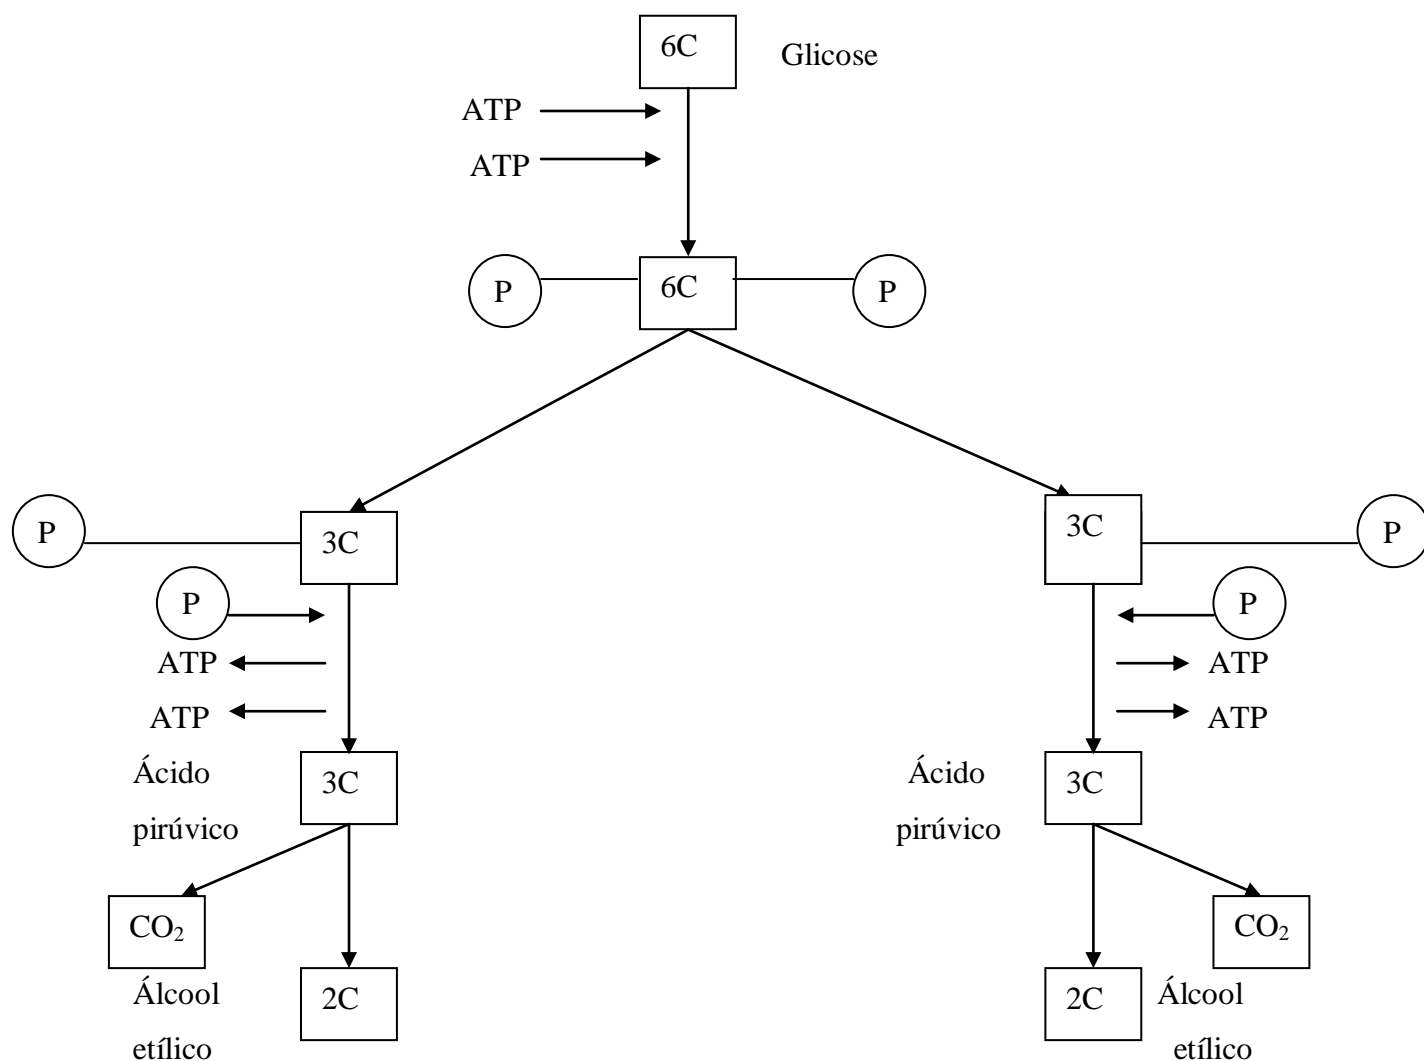 6C
Glicose
ATP
ATP
P
6C
P
P
3C
3C
P
P
P
ATP
ATP
ATP
ATP
Ácido
pirúvico
3C
Ácido
pirúvico
3C
CO₂
CO₂
Álcool
etílico
2C
2C
Álcool
etílico